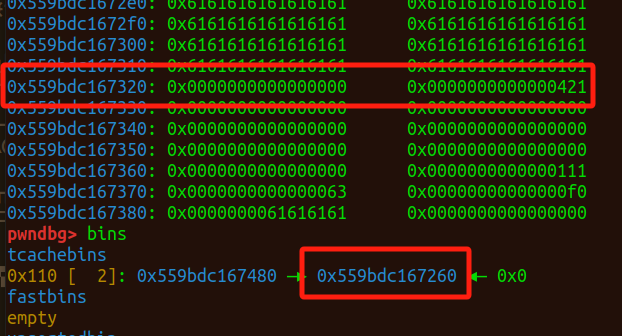 0x559bdc1672e0: 0x6161616161616161 0x6161616161616161
0x559bdc1672f0: 0x6161616161616161 0x6161616161616161
0x559bdc167300: 0x6161616161616161 0x6161616161616161
0x559bdc167310: 0x6161616161616161 0x6161616161616161
0x559bdc167320: 0x0000000000000000 0x0000000000000421
0x559bdc167330: 0x0000000000000000 0x0000000000000000
0x559bdc167340: 0x0000000000000000 0x0000000000000000
0x559bdc167350: 0x0000000000000000 0x0000000000000000
0x559bdc167360: 0x0000000000000000 0x0000000000000111
0x559bdc167370: 0x0000000000000063 0x00000000000000f0
0x559bdc167380: 0x0000000061616161 0x0000000000000000
pwndbg> bins
tcachebins
0x110 [  2]: 0x559bdc167480 → 0x559bdc167260 ← 0x0
fastbins
empty